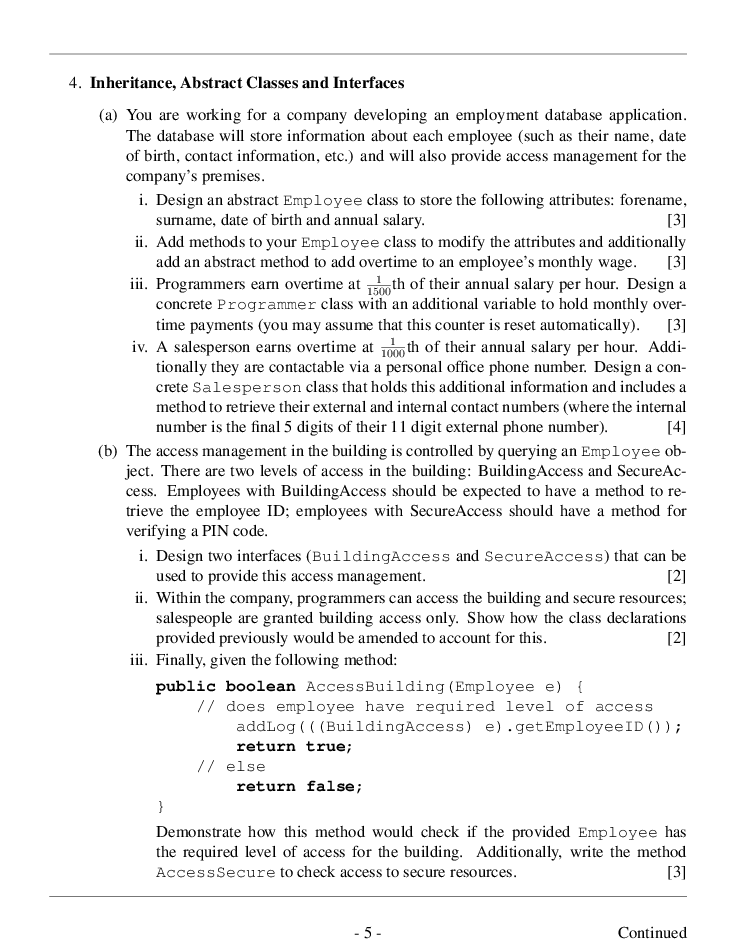 4. Inheritance, Abstract Classes and Interfaces
(a) You are working for a company developing an employment database application.
The database will store information about each employee (such as their name, date
of birth, contact information, etc.) and will also provide access management for the
company's premises.
i. Design an abstract Employee class to store the following attributes: forename,
surname, date of birth and annual salary. [3]
ii. Add methods to your Employee class to modify the attributes and additionally
add an abstract method to add overtime to an employee's monthly wage. [3]
iii. Programmers earn overtime at 1/1500th of their annual salary per hour. Design a
concrete Programmer class with an additional variable to hold monthly over-
time payments (you may assume that this counter is reset automatically). [3]
iv. A salesperson earns overtime at 1/1000th of their annual salary per hour. Addi-
tionally they are contactable via a personal office phone number. Design a con-
crete Salesperson class that holds this additional information and includes a
method to retrieve their external and internal contact numbers (where the internal
number is the final 5 digits of their 11 digit external phone number). [4]
(b) The access management in the building is controlled by querying an Employee ob-
ject. There are two levels of access in the building: BuildingAccess and SecureAc-
cess. Employees with BuildingAccess should be expected to have a method to re-
trieve the employee ID; employees with SecureAccess should have a method for
verifying a PIN code.
i. Design two interfaces (BuildingAccess and SecureAccess) that can be
used to provide this access management. [2]
ii. Within the company, programmers can access the building and secure resources;
salespeople are granted building access only. Show how the class declarations
provided previously would be amended to account for this. [2]
iii. Finally, given the following method:
public boolean AccessBuilding(Employee e) {
// does employee have required level of access
addLog(((BuildingAccess) e).getEmployeeID());
return true;
// else
return false;
}
Demonstrate how this method would check if the provided Employee has
the required level of access for the building. Additionally, write the method
AccessSecure to check access to secure resources. [3]
- 5 - Continued